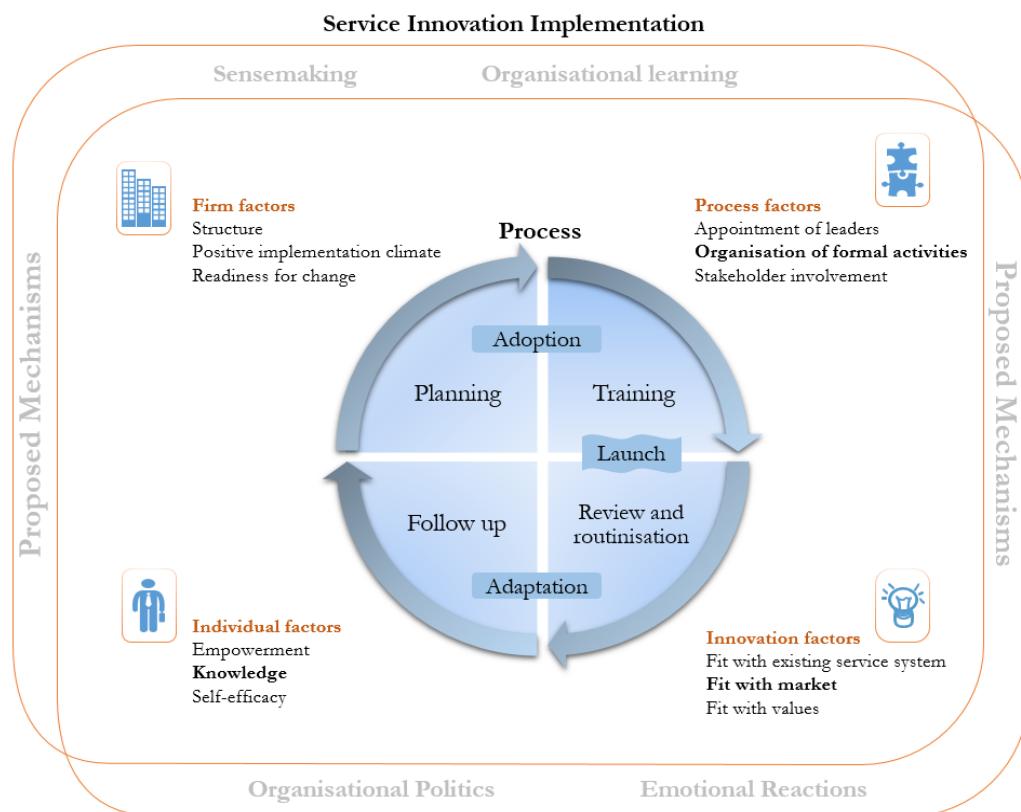 Service Innovation Implementation
Sensemaking
Organisational learning
Proposed Mechanisms
Firm factors
Structure
Positive implementation climate
Readiness for change
Process factors
Appointment of leaders
Organisation of formal activities
Stakeholder involvement
Process
Adoption
Planning
Training
Launch
Follow up
Review and
routinisation
Adaptation
Individual factors
Empowerment
Knowledge
Self-efficacy
Innovation factors
Fit with existing service system
Fit with market
Fit with values
Proposed Mechanisms
Organisational Politics
Emotional Reactions